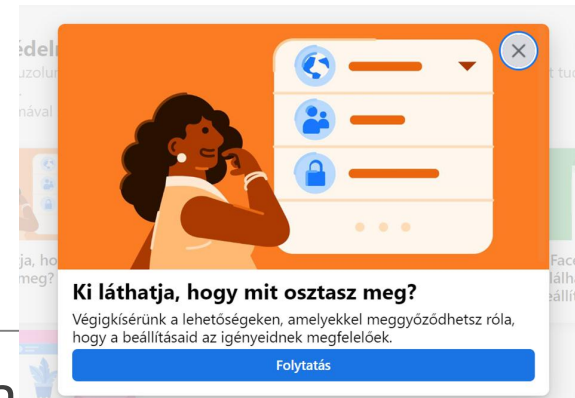 Ki láthatja, hogy mit osztasz meg?
Végigkísérünk a lehetőségeken, amelyekkel meggyőződhetsz róla,
hogy a beállításaid az igényeidnek megfelelőek.
Folytatás